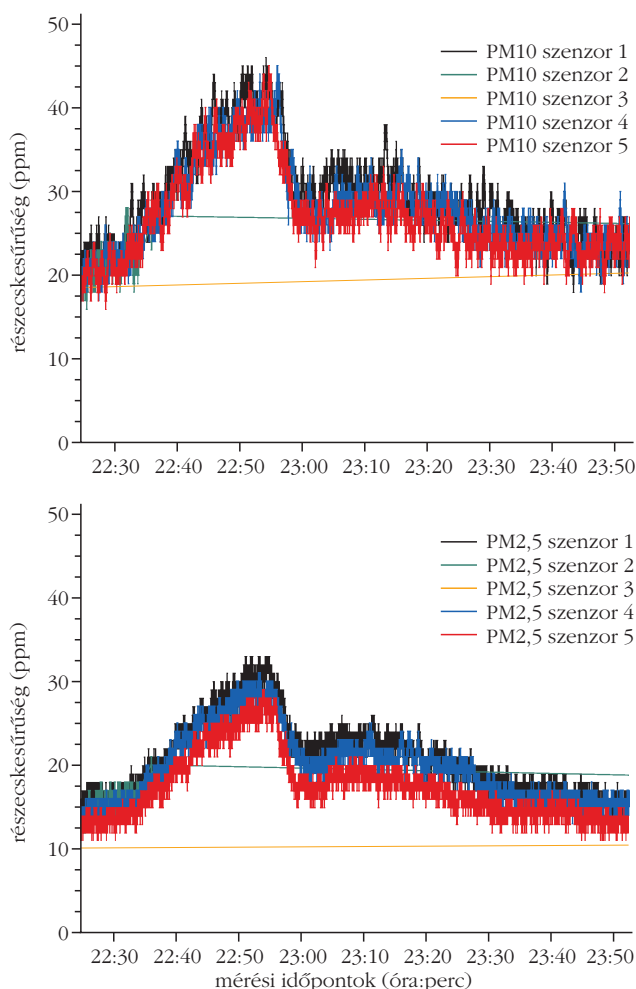 50
40
30
20
10
0
részecskesűrűség (ppm)
PM10 szenzor 1
PM10 szenzor 2
PM10 szenzor 3
PM10 szenzor 4
PM10 szenzor 5
22:30 22:40 22:50 23:00 23:10 23:20 23:30 23:40 23:50
50
40
30
20
10
0
részecskesűrűség (ppm)
PM2,5 szenzor 1
PM2,5 szenzor 2
PM2,5 szenzor 3
PM2,5 szenzor 4
PM2,5 szenzor 5
22:30 22:40 22:50 23:00 23:10 23:20 23:30 23:40 23:50
mérési időpontok (óra:perc)